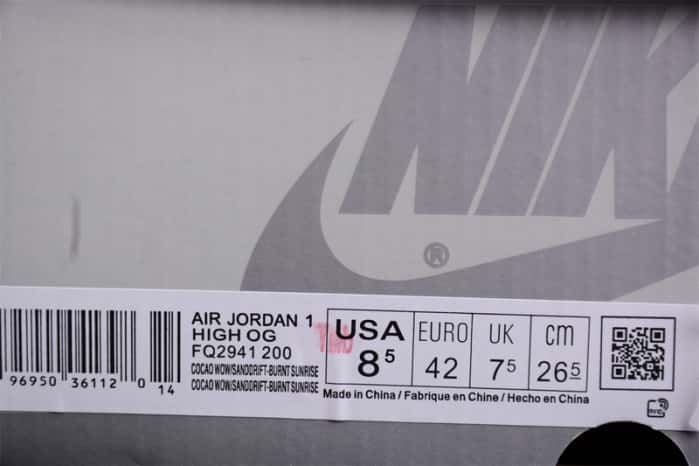 NIKE
®
AIR JORDAN 1
HIGH OG
FQ2941 200
COCAO WOW/SANDDRIFT-BURNT SUNRISE
COCAO WOW/SANDDRIFT-BURNT SUNRISE
USA EURO UK cm
8⁵ 42 7⁵ 26⁵
Made in China / Fabrique en Chine / Hecho en China
96950 36112 0 14